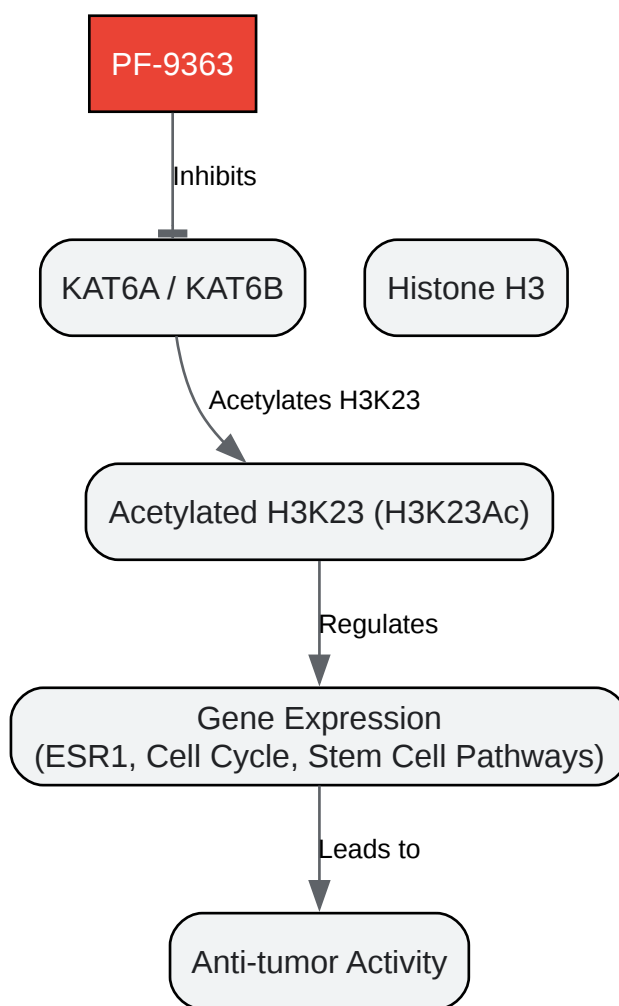 PF-9363
Inhibits
KAT6A / KAT6B
Histone H3
Acetylates H3K23
Acetylated H3K23 (H3K23Ac)
Regulates
Gene Expression
(ESR1, Cell Cycle, Stem Cell Pathways)
Leads to
Anti-tumor Activity